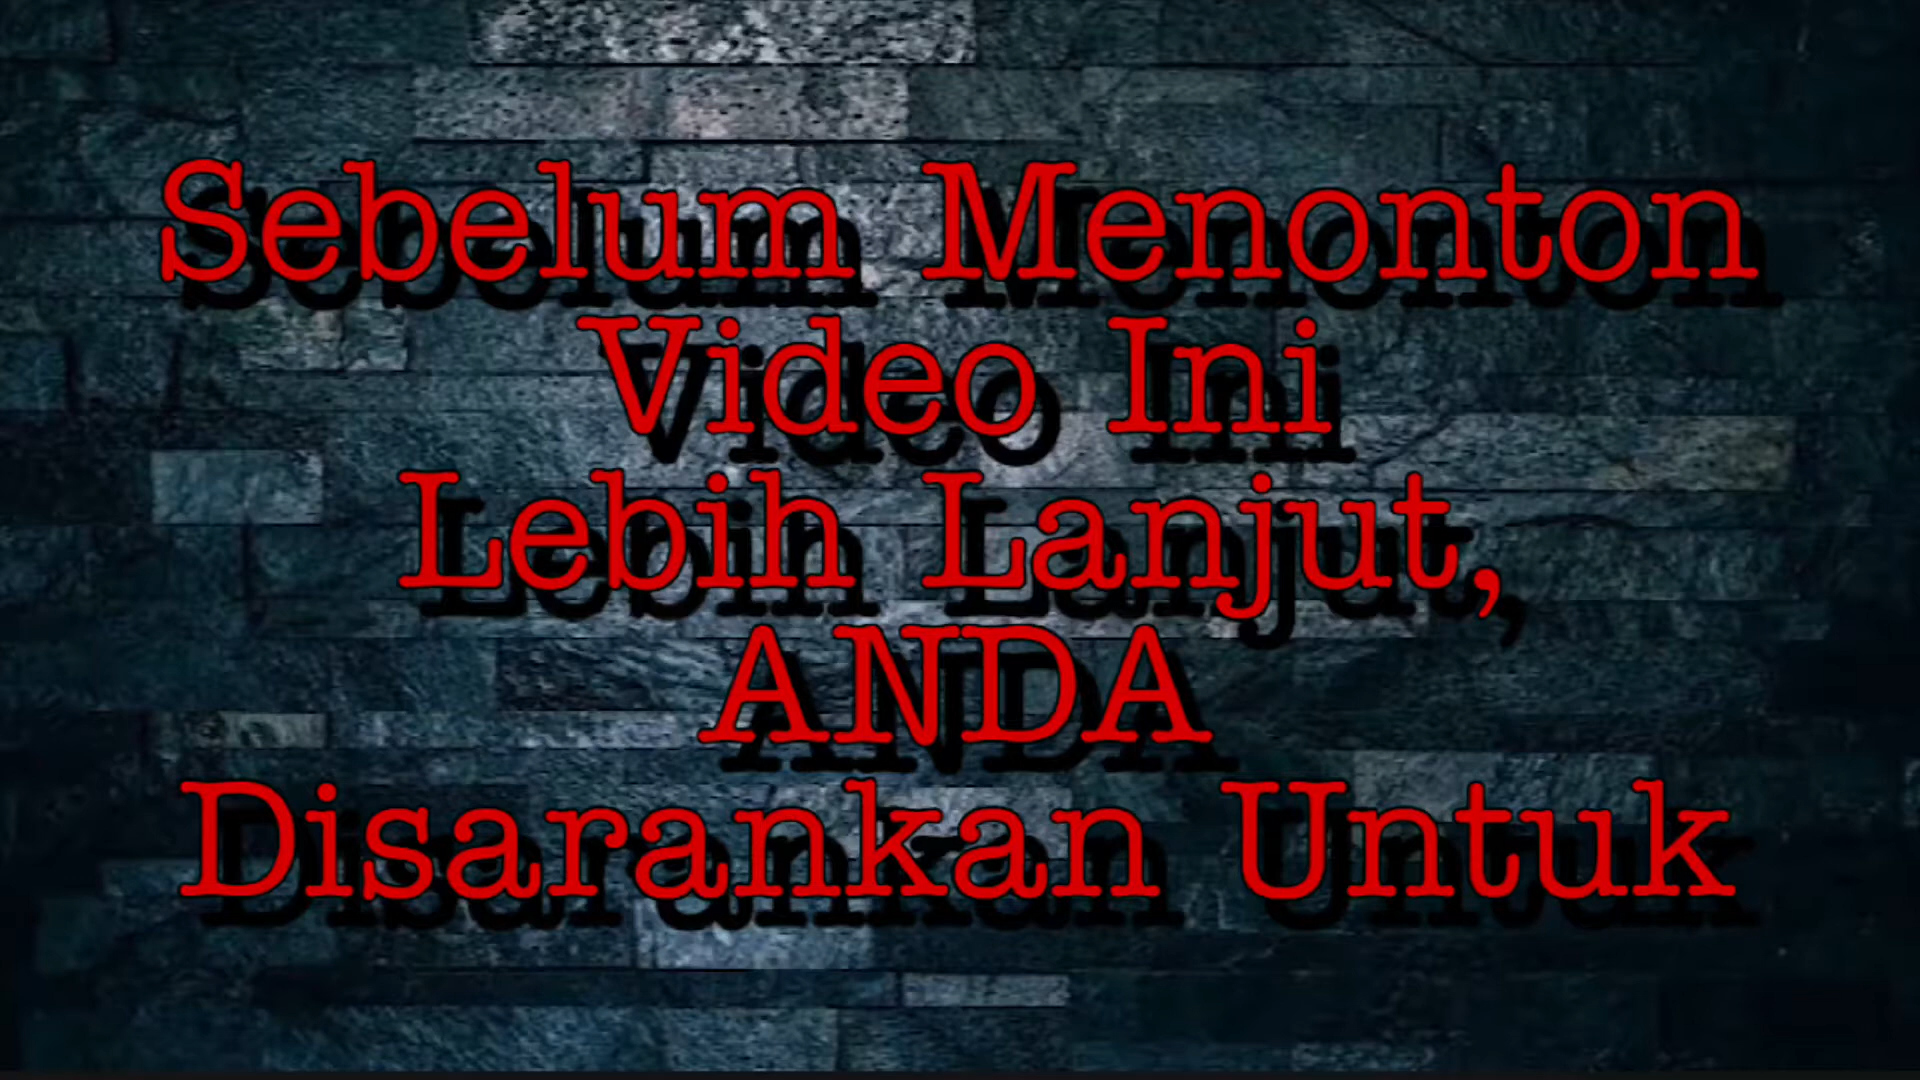 Sebelum Menonton
Video Ini
Lebih Lanjut,
ANDA
Disarankan Untuk